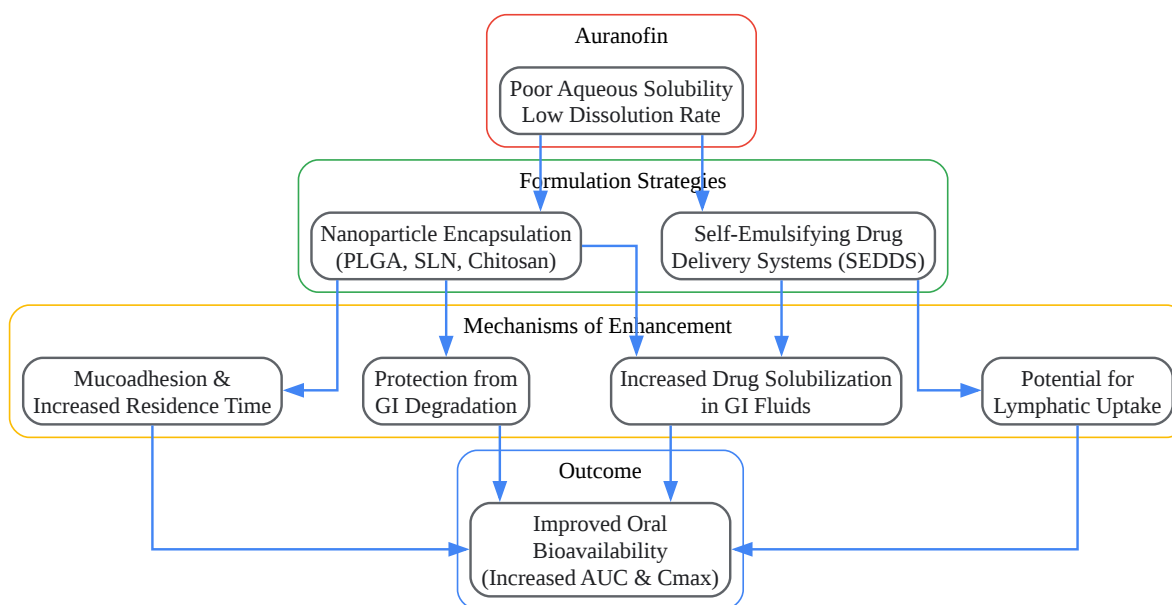 Auranofin
Poor Aqueous Solubility
Low Dissolution Rate
Formulation Strategies
Nanoparticle Encapsulation
(PLGA, SLN, Chitosan)
Self-Emulsifying Drug
Delivery Systems (SEDDS)
Mechanisms of Enhancement
Mucoadhesion &
Increased Residence Time
Protection from
GI Degradation
Increased Drug Solubilization
in GI Fluids
Potential for
Lymphatic Uptake
Outcome
Improved Oral
Bioavailability
(Increased AUC & Cmax)